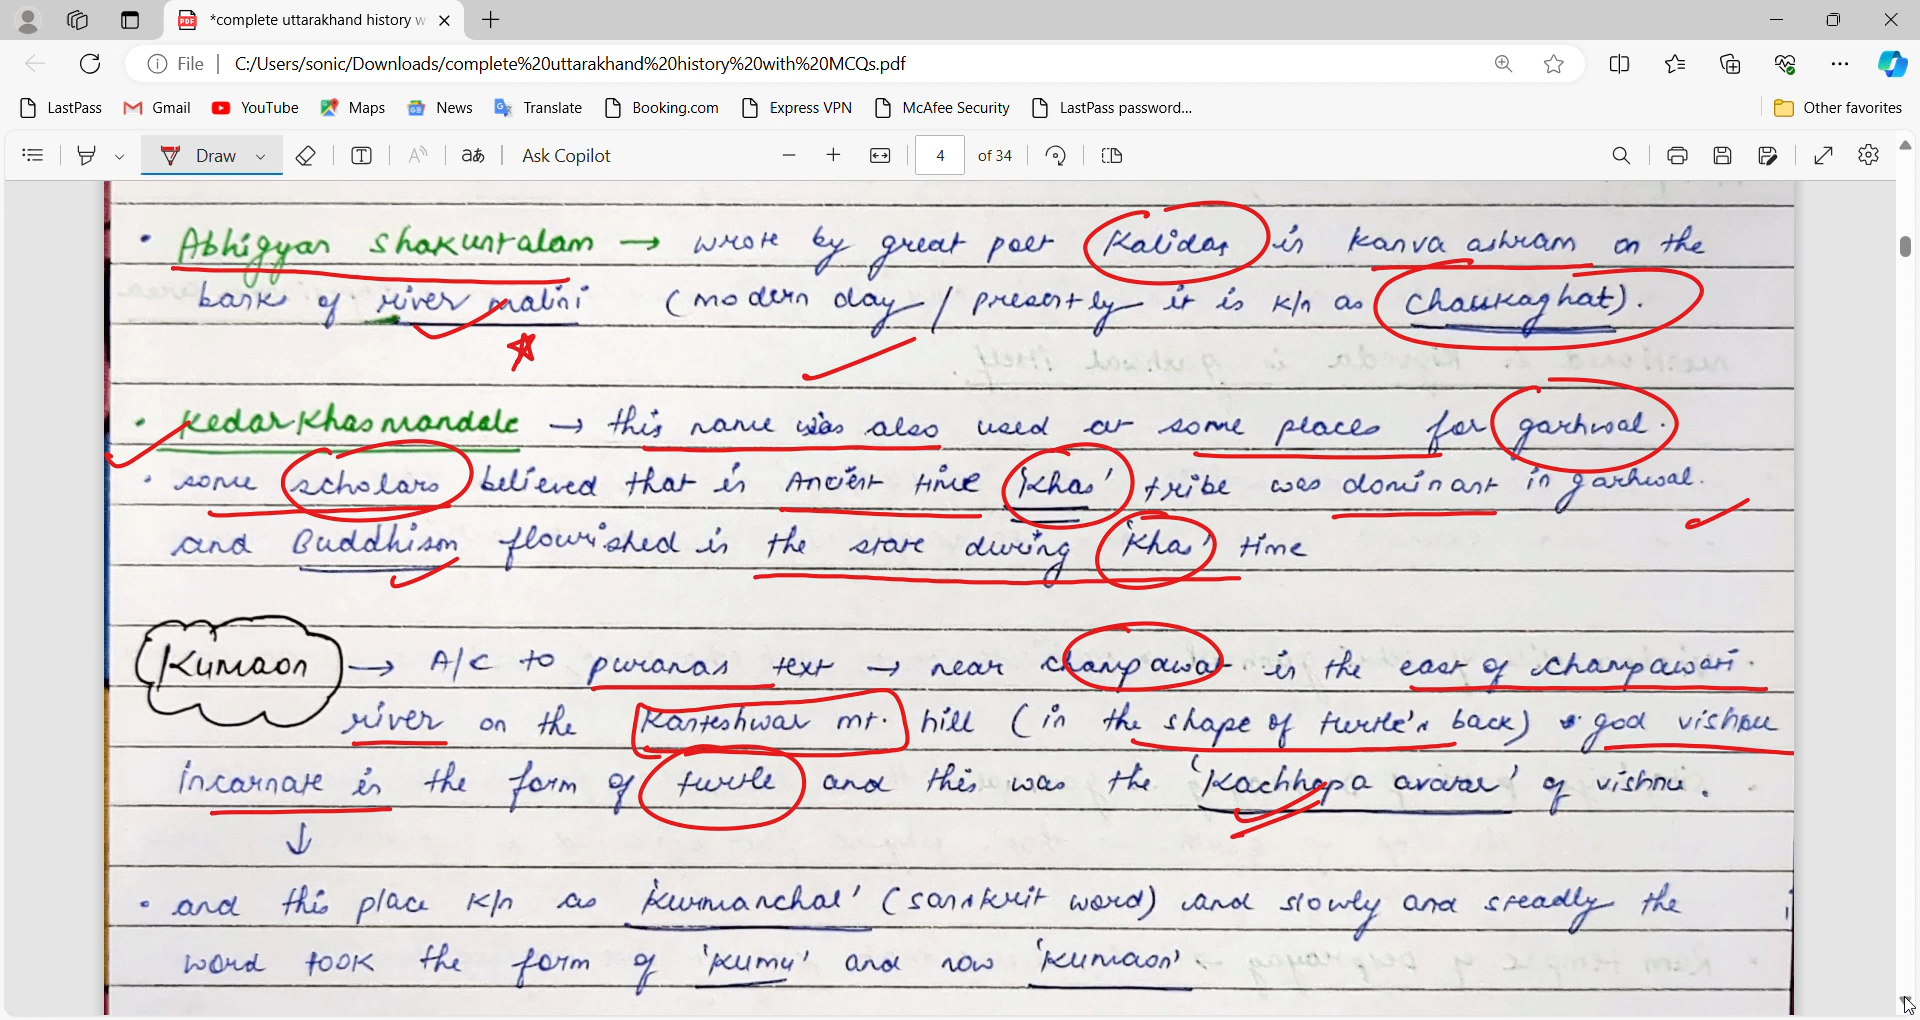 *complete uttarakhand history w
File C:/Users/sonic/Downloads/complete%20uttarakhand%20history%20with%20MCQs.pdf
LastPass Gmail YouTube Maps News Translate Booking.com Express VPN McAfee Security LastPass password... Other favorites
Draw Ask Copilot 4 of 34
• Abhigyan Shakuntalam → wrote by great poet Kalidas in Kanva ashram on the
bank of river malini (modern day / presently it is k/n as Chaukaghat).
• Kedarkhasmandale → this name was also used at some places for garhwal.
• some scholars believed that in Ancient time 'Khas' tribe was dominant in garhwal.
and Buddhism flourished in the state during 'Khas' time
Kumaon → A/C to puranas text → near champawat in the east of champawati
river on the Kanteshwar mt. hill (in the shape of turtle's back) god vishnu
incarnate in the form of turtle and this was the 'Kachhapa avatar' of vishnu.
↓
• and this place k/n as 'kurmanchal' (sanskrit word) and slowly and steadly the
word took the form of 'kumu' and now 'kumaon'